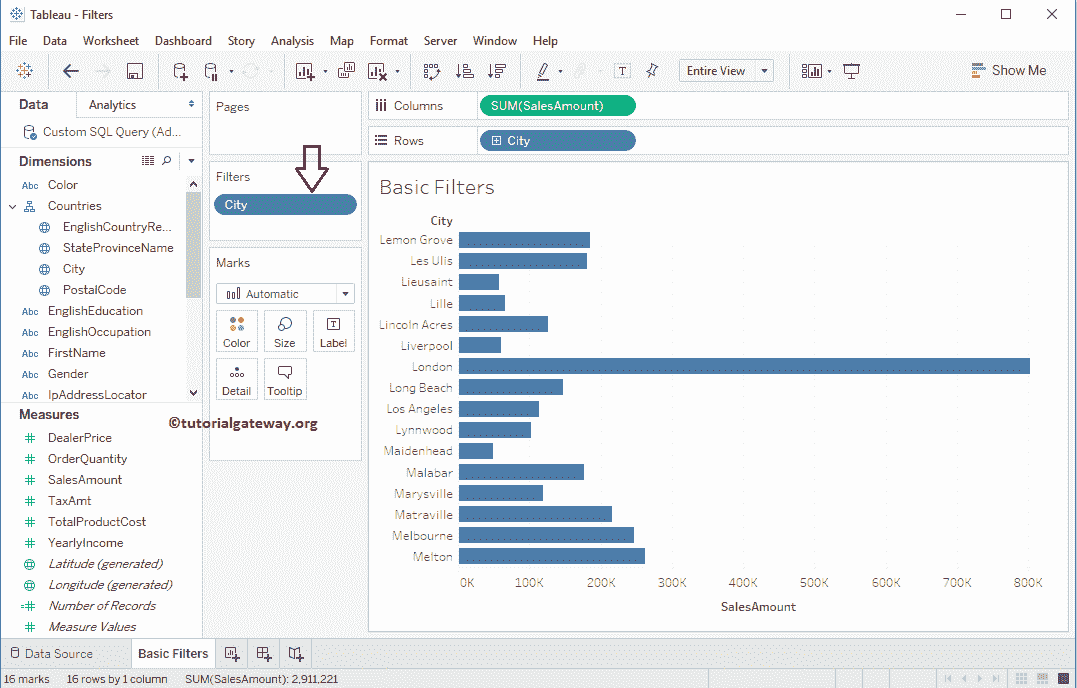 Tableau - Filters
File Data Worksheet Dashboard Story Analysis Map Format Server Window Help
Entire View
Show Me
Data Analytics
Custom SQL Query (Ad...
Dimensions
Abc Color
Countries
EnglishCountryRe...
StateProvinceName
City
PostalCode
Abc EnglishEducation
Abc EnglishOccupation
Abc FirstName
Abc Gender
Abc IpAddressLocator
Measures
DealerPrice
OrderQuantity
SalesAmount
TaxAmt
TotalProductCost
YearlyIncome
Latitude (generated)
Longitude (generated)
Number of Records
Measure Values
Pages
Filters
City
Marks
Automatic
Color Size Label
Detail Tooltip
©tutorialgateway.org
Columns SUM(SalesAmount)
Rows City
Basic Filters
City
Lemon Grove
Les Ulis
Lieusaint
Lille
Lincoln Acres
Liverpool
London
Long Beach
Los Angeles
Lynnwood
Maidenhead
Malabar
Marysville
Matraville
Melbourne
Melton
0K 100K 200K 300K 400K 500K 600K 700K 800K
SalesAmount
Data Source Basic Filters
16 marks 16 rows by 1 column SUM(SalesAmount): 2,911,221